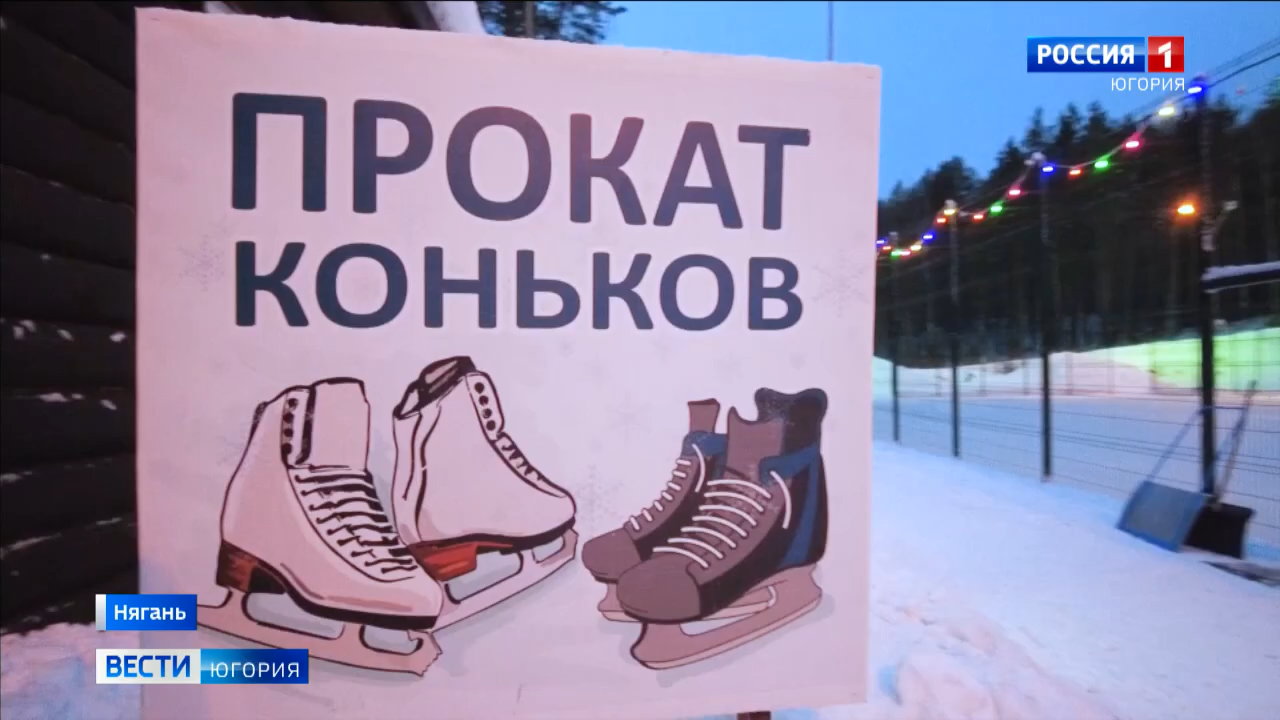 РОССИЯ 1
ЮГОРИЯ
ПРОКАТ
КОНЬКОВ
Нягань
ВЕСТИ ЮГОРИЯ